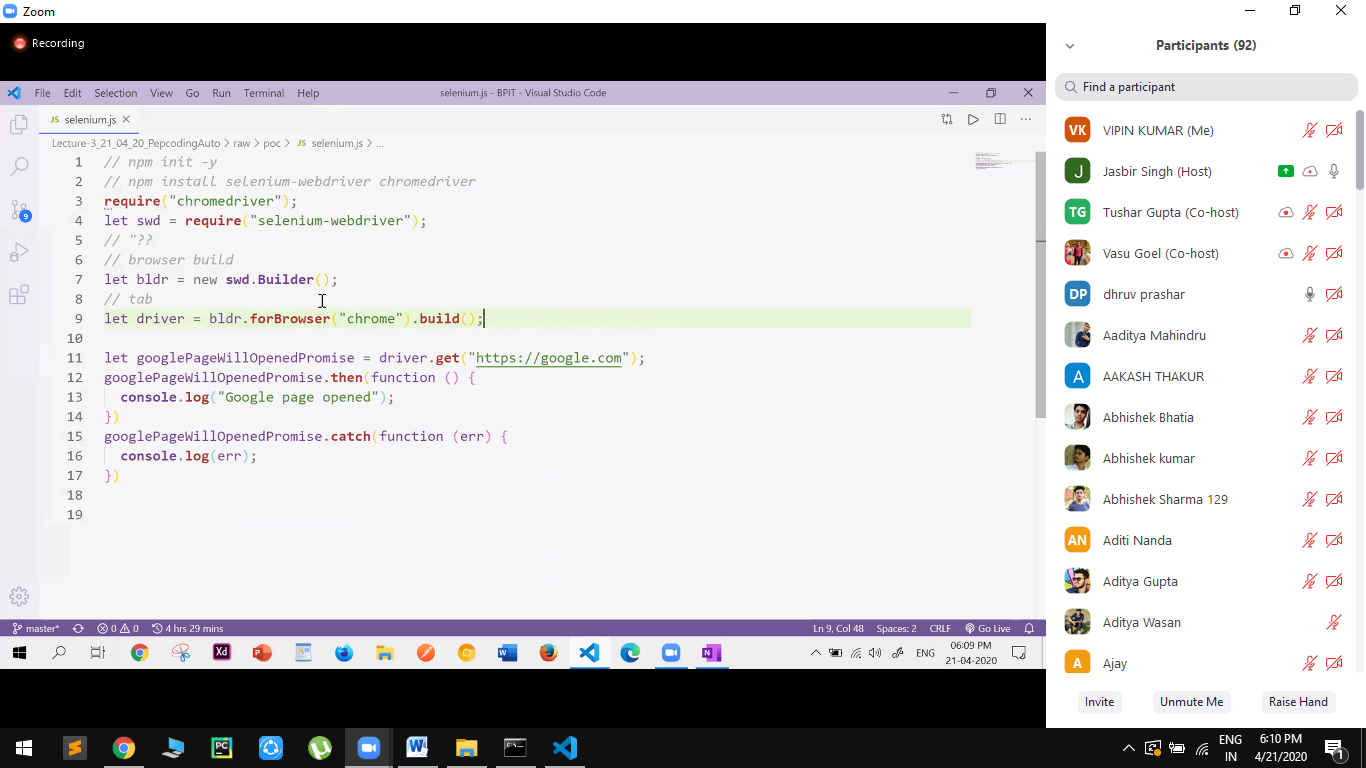 Zoom
Recording
File Edit Selection View Go Run Terminal Help
selenium.js - BPIT - Visual Studio Code
JS selenium.js
Lecture-3_21_04_20_PepcodingAuto > raw > poc > JS selenium.js > ...
1 // npm init -y
2 // npm install selenium-webdriver chromedriver
3 require("chromedriver");
4 let swd = require("selenium-webdriver");
5 // "??
6 // browser build
7 let bldr = new swd.Builder();
8 // tab
9 let driver = bldr.forBrowser("chrome").build();
10
11 let googlePageWillOpenedPromise = driver.get("https://google.com");
12 googlePageWillOpenedPromise.then(function () {
13 console.log("Google page opened");
14 })
15 googlePageWillOpenedPromise.catch(function (err) {
16 console.log(err);
17 })
18
19
9
master* 0 0 4 hrs 29 mins
Ln 9, Col 48 Spaces: 2 CRLF Go Live
Xd
ENG
06:09 PM
21-04-2020
Participants (92)
Find a participant
VK VIPIN KUMAR (Me)
J Jasbir Singh (Host)
TG Tushar Gupta (Co-host)
Vasu Goel (Co-host)
DP dhruv prashar
Aaditya Mahindru
A AAKASH THAKUR
Abhishek Bhatia
Abhishek kumar
Abhishek Sharma 129
AN Aditi Nanda
Aditya Gupta
Aditya Wasan
A Ajay
Invite Unmute Me Raise Hand
PC
ENG
IN
6:10 PM
4/21/2020
1